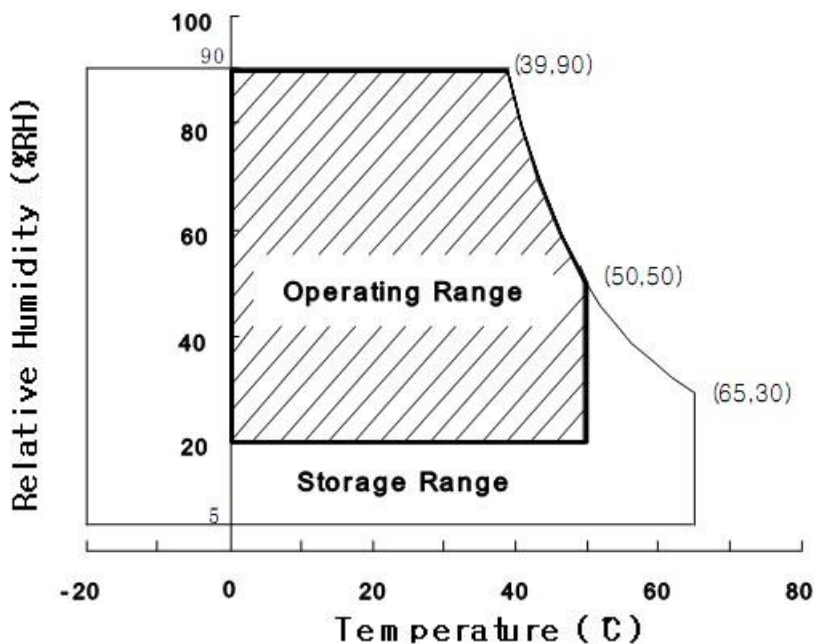 100
90
(39,90)
80
60
Operating Range
(50,50)
40
(65,30)
20
Storage Range
5
-20 0 20 40 60 80
Temperature (℃)
Relative Humidity (%RH)